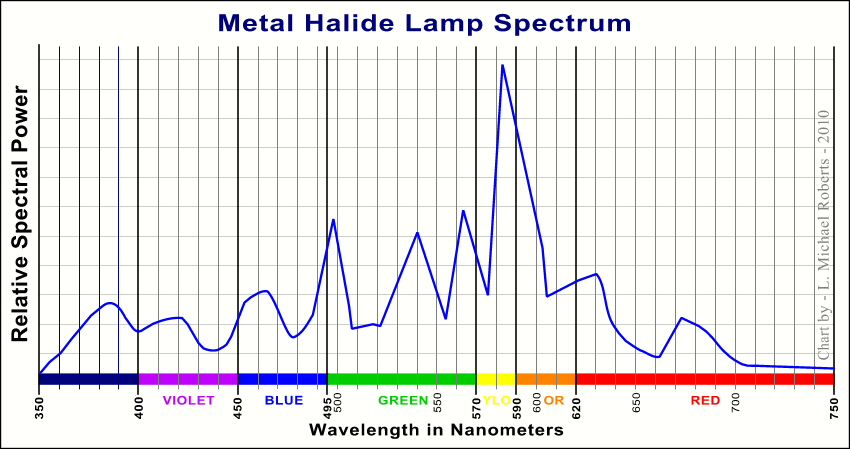 Metal Halide Lamp Spectrum
Relative Spectral Power
Chart by - L. Michael Roberts - 2010
VIOLET BLUE GREEN YLO OR RED
350 400 450 495 500 550 570 590 600 620 650 700 750
Wavelength in Nanometers